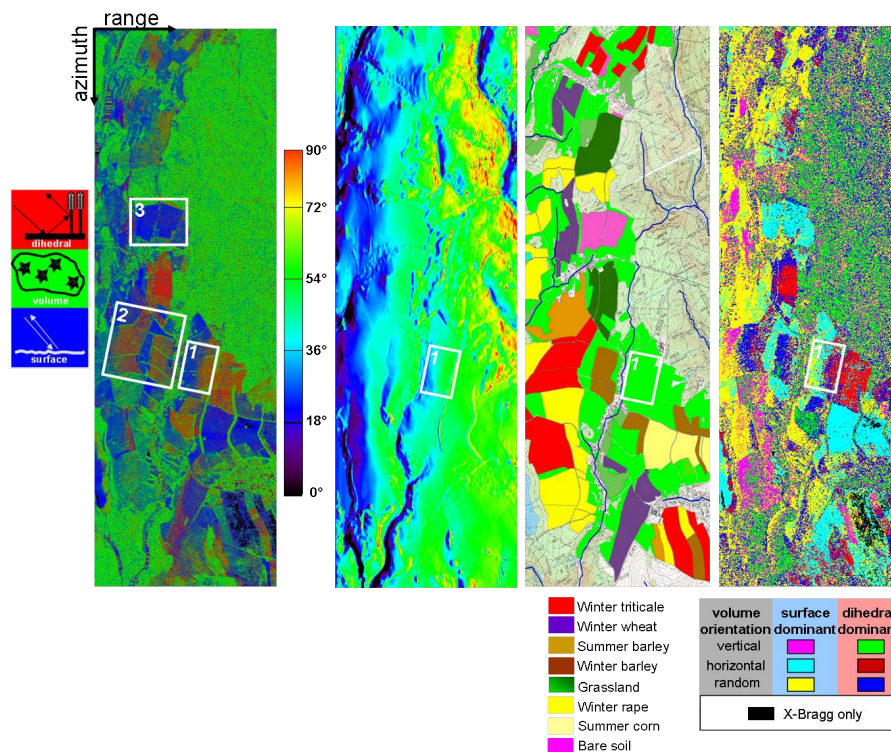 range
azimuth
dihedral
volume
surface
3
2
1
90°
72°
54°
36°
18°
0°
1
1
1
Winter triticale
Winter wheat
Summer barley
Winter barley
Grassland
Winter rape
Summer corn
Bare soil
volume surface dihedral
orientation dominant dominant
vertical
horizontal
random
X-Bragg only